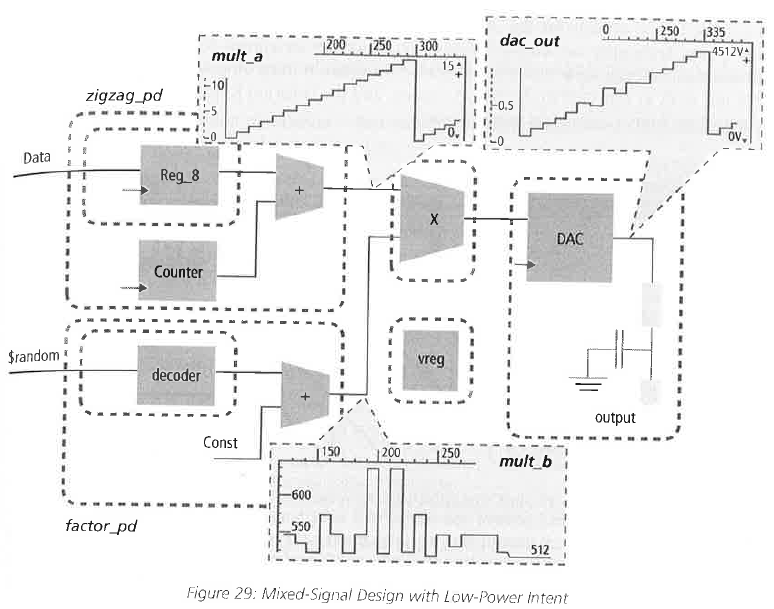 mult_a
200 250 300
10
5
0
15
+
0
dac_out
0 250 335
0.5
0
4512V
+
0V
zigzag_pd
Data
Reg_8
+
Counter
X
DAC
$random
decoder
+
vreg
Const
output
factor_pd
150 200 250
mult_b
600
550
512
Figure 29: Mixed-Signal Design with Low-Power Intent